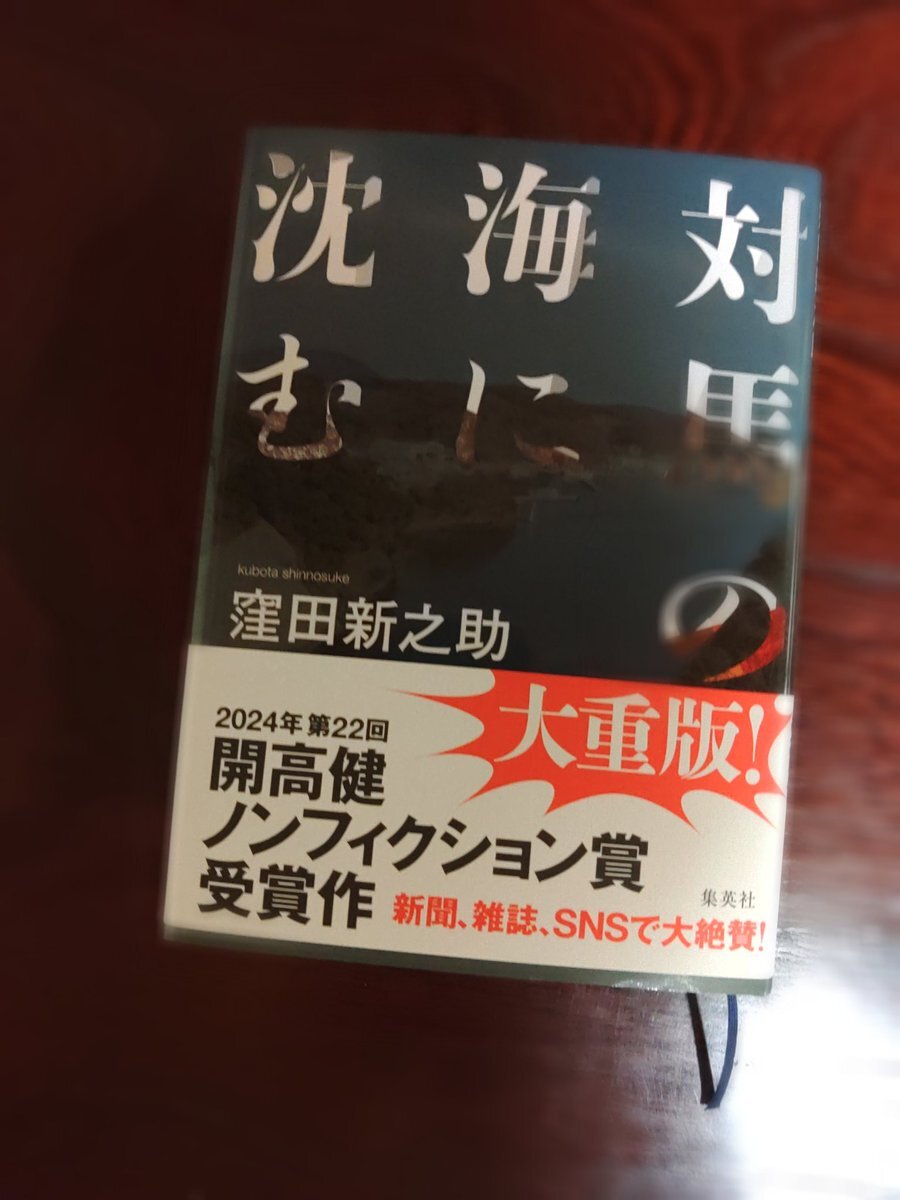 対馬の
海に
沈む
kubota shinnosuke
窪田新之助
大重版!
2024年 第22回
開高健
ノンフィクション賞
受賞作
新聞、雑誌、SNSで大絶賛!
集英社